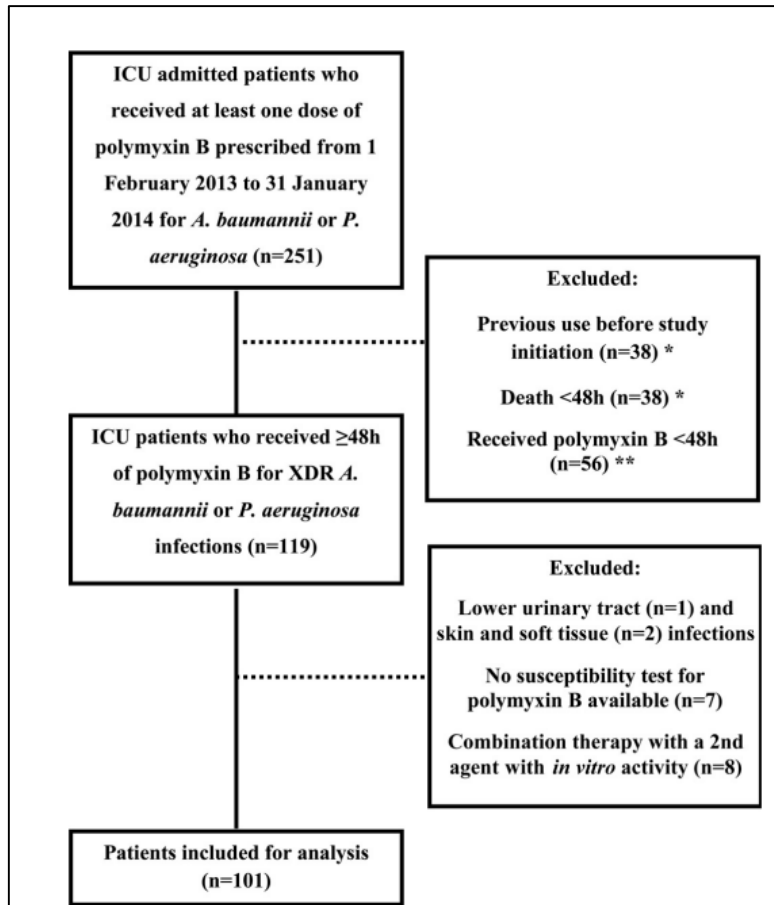 ICU admitted patients who
received at least one dose of
polymyxin B prescribed from 1
February 2013 to 31 January
2014 for A. baumannii or P.
aeruginosa (n=251)
Excluded:
Previous use before study
initiation (n=38) *
Death <48h (n=38) *
Received polymyxin B <48h
(n=56) **
ICU patients who received ≥48h
of polymyxin B for XDR A.
baumannii or P. aeruginosa
infections (n=119)
Excluded:
Lower urinary tract (n=1) and
skin and soft tissue (n=2) infections
No susceptibility test for
polymyxin B available (n=7)
Combination therapy with a 2nd
agent with in vitro activity (n=8)
Patients included for analysis
(n=101)